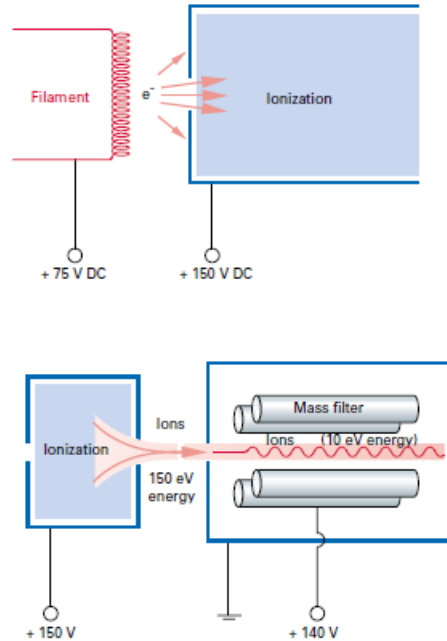 Filament
e-
Ionization
+ 75 V DC
+ 150 V DC
Mass filter
Ions
Ions (10 eV energy)
Ionization
150 eV
energy
+ 150 V
+ 140 V